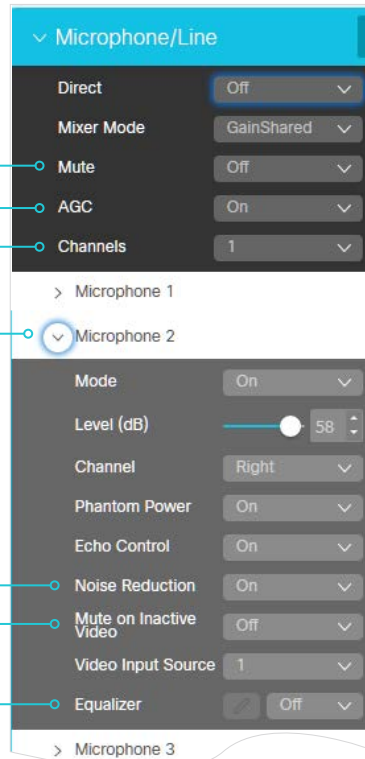 Microphone/Line
Direct Off
Mixer Mode GainShared
Mute Off
AGC On
Channels 1
Microphone 1
Microphone 2
Mode On
Level (dB) 58
Channel Right
Phantom Power On
Echo Control On
Noise Reduction On
Mute on Inactive
Video Off
Video Input Source 1
Equalizer Off
Microphone 3